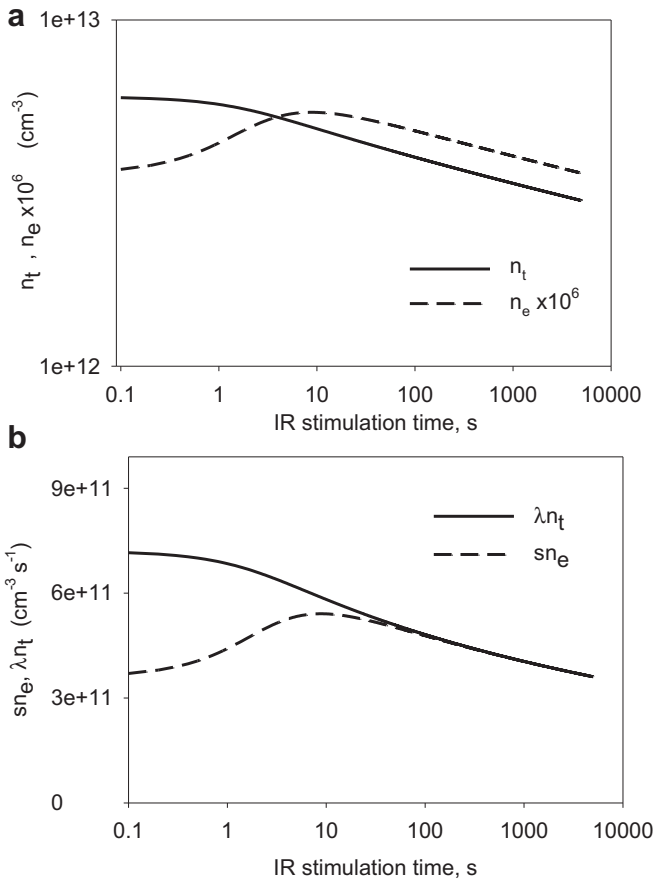 a
1e+13
1e+12
n_t , n_e x10^6 (cm^-3)
n_t
n_e x10^6
0.1 1 10 100 1000 10000
IR stimulation time, s
b
9e+11
6e+11
3e+11
0
sn_e, λn_t (cm^-3 s^-1)
λn_t
sn_e
0.1 1 10 100 1000 10000
IR stimulation time, s